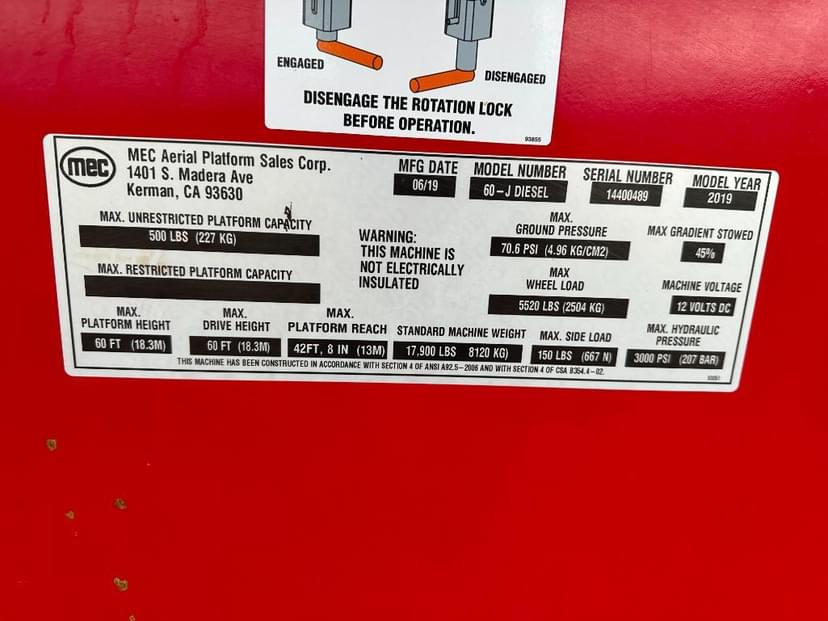 ENGAGED
DISENGAGED
DISENGAGE THE ROTATION LOCK
BEFORE OPERATION.
93855
mec
MEC Aerial Platform Sales Corp.
1401 S. Madera Ave
Kerman, CA 93630
MFG DATE
06/19
MODEL NUMBER
60-J DIESEL
SERIAL NUMBER
14400489
MODEL YEAR
2019
MAX. UNRESTRICTED PLATFORM CAPACITY
500 LBS (227 KG)
MAX. RESTRICTED PLATFORM CAPACITY
WARNING:
THIS MACHINE IS
NOT ELECTRICALLY
INSULATED
MAX.
GROUND PRESSURE
70.6 PSI (4.96 KG/CM2)
MAX GRADIENT STOWED
45%
MAX
WHEEL LOAD
5520 LBS (2504 KG)
MACHINE VOLTAGE
12 VOLTS DC
MAX.
PLATFORM HEIGHT
60 FT (18.3M)
MAX.
DRIVE HEIGHT
60 FT (18.3M)
MAX.
PLATFORM REACH
42FT, 8 IN (13M)
STANDARD MACHINE WEIGHT
17,900 LBS 8120 KG)
MAX. SIDE LOAD
150 LBS (667 N)
MAX. HYDRAULIC
PRESSURE
3000 PSI (207 BAR)
THIS MACHINE HAS BEEN CONSTRUCTED IN ACCORDANCE WITH SECTION 4 OF ANSI A92.5-2006 AND WITH SECTION 4 OF CSA B354.4-02.